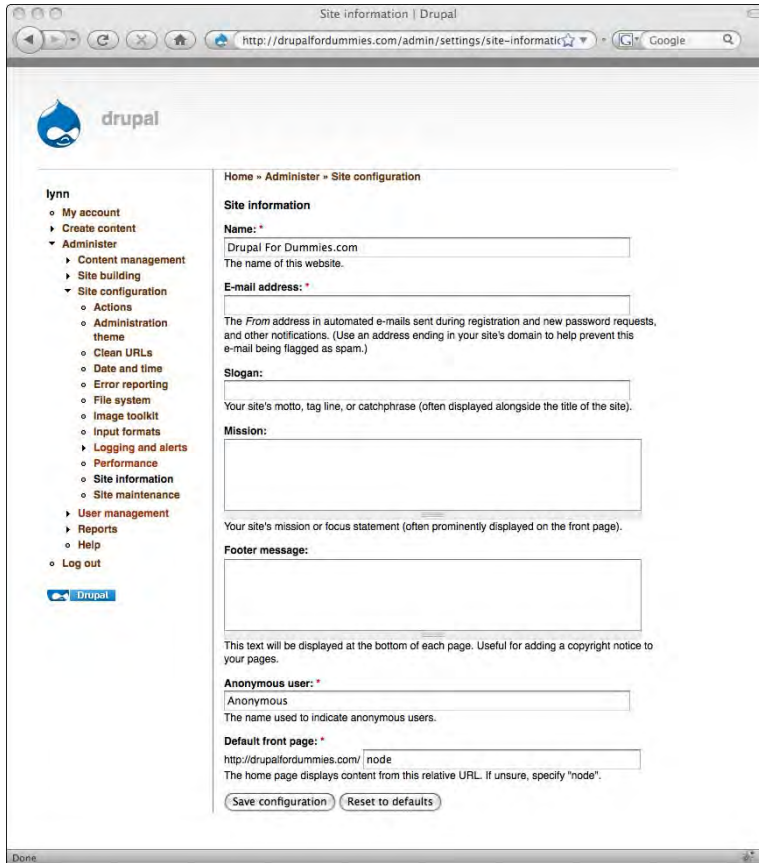 Site information | Drupal
http://drupalfordummies.com/admin/settings/site-informatic
Google
drupal
lynn
My account
Create content
Administer
Content management
Site building
Site configuration
Actions
Administration
theme
Clean URLs
Date and time
Error reporting
File system
Image toolkit
Input formats
Logging and alerts
Performance
Site information
Site maintenance
User management
Reports
Help
Log out
Drupal
Home » Administer » Site configuration
Site information
Name: *
Drupal For Dummies.com
The name of this website.
E-mail address: *
The From address in automated e-mails sent during registration and new password requests,
and other notifications. (Use an address ending in your site's domain to help prevent this
e-mail being flagged as spam.)
Slogan:
Your site's motto, tag line, or catchphrase (often displayed alongside the title of the site).
Mission:
Your site's mission or focus statement (often prominently displayed on the front page).
Footer message:
This text will be displayed at the bottom of each page. Useful for adding a copyright notice to
your pages.
Anonymous user: *
Anonymous
The name used to indicate anonymous users.
Default front page: *
http://drupalfordummies.com/ node
The home page displays content from this relative URL. If unsure, specify "node".
Save configuration Reset to defaults
Done